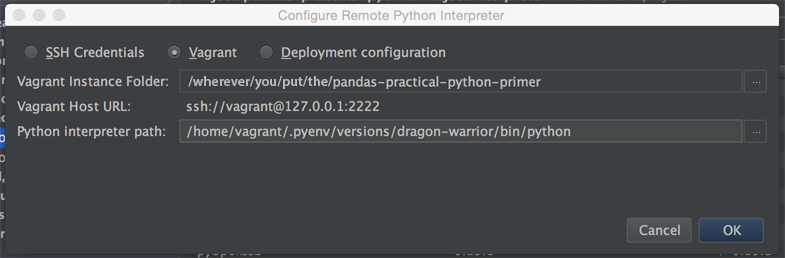 Configure Remote Python Interpreter
SSH Credentials Vagrant Deployment configuration
Vagrant Instance Folder: /wherever/you/put/the/pandas-practical-python-primer ...
Vagrant Host URL: ssh://vagrant@127.0.0.1:2222
Python interpreter path: /home/vagrant/.pyenv/versions/dragon-warrior/bin/python ...
Cancel OK